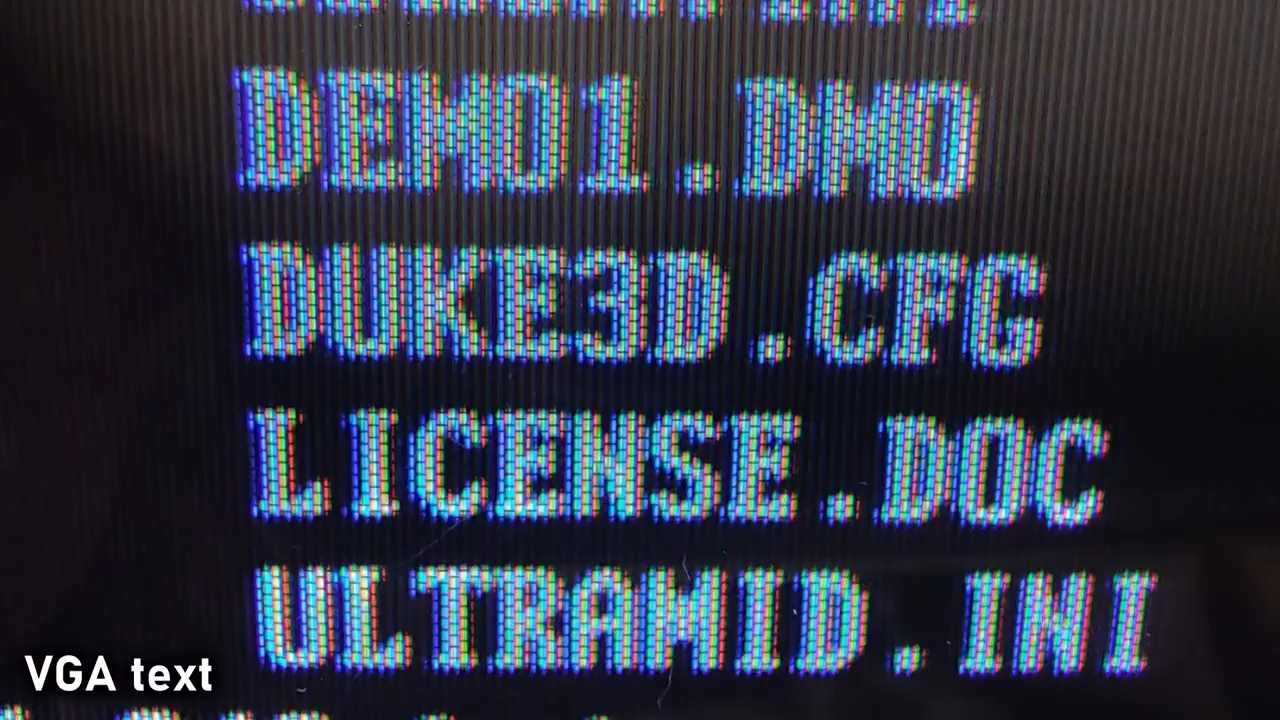 DEMO1.DMO
DUKE3D.CFG
LICENSE.DOC
ULTRAMID.INI
VGA text